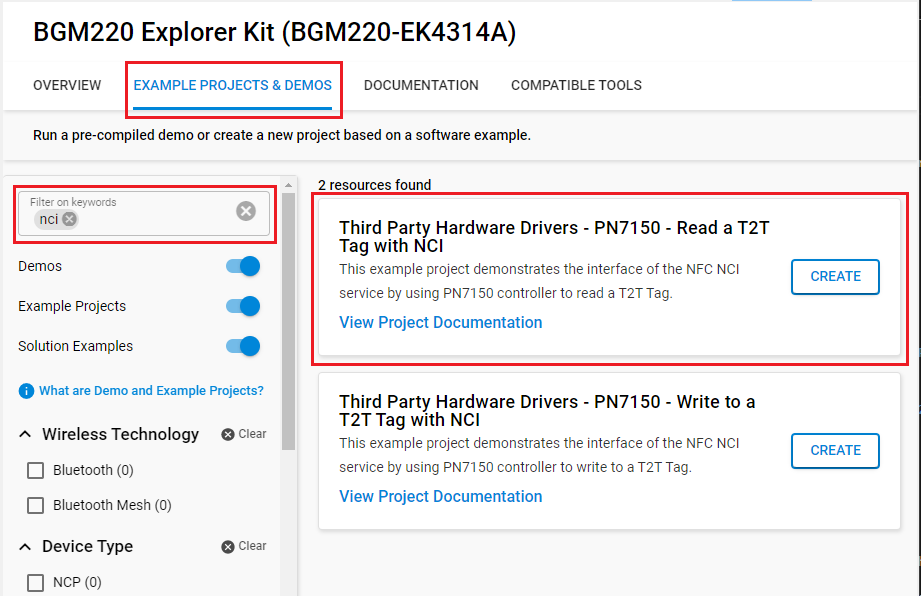 BGM220 Explorer Kit (BGM220-EK4314A)
OVERVIEW
EXAMPLE PROJECTS & DEMOS
DOCUMENTATION
COMPATIBLE TOOLS
Run a pre-compiled demo or create a new project based on a software example.
Filter on keywords
nci
Demos
Example Projects
Solution Examples
What are Demo and Example Projects?
Wireless Technology
Clear
Bluetooth (0)
Bluetooth Mesh (0)
Device Type
Clear
NCP (0)
2 resources found
Third Party Hardware Drivers - PN7150 - Read a T2T
Tag with NCI
This example project demonstrates the interface of the NFC NCI
service by using PN7150 controller to read a T2T Tag.
View Project Documentation
CREATE
Third Party Hardware Drivers - PN7150 - Write to a
T2T Tag with NCI
This example project demonstrates the interface of the NFC NCI
service by using PN7150 controller to write to a T2T Tag.
View Project Documentation
CREATE